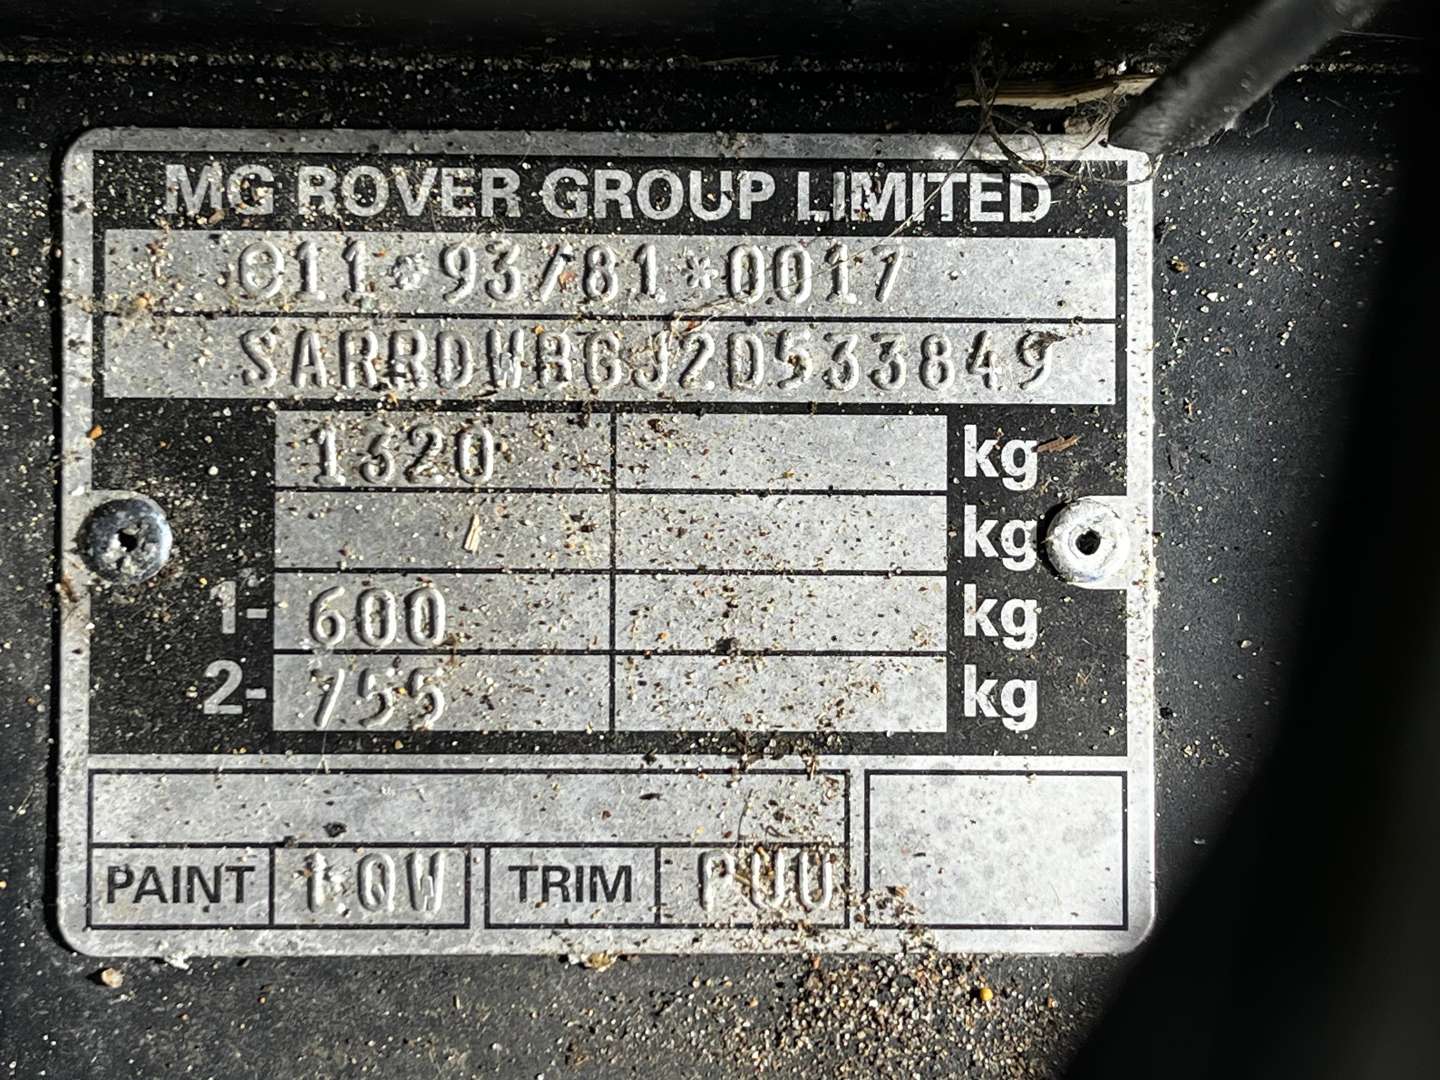 MG ROVER GROUP LIMITED
e11*93/81*0017
SARRDWBGJ2D533849
1320 kg
kg
1- 600 kg
2- 755 kg
PAINT LQW TRIM PUU